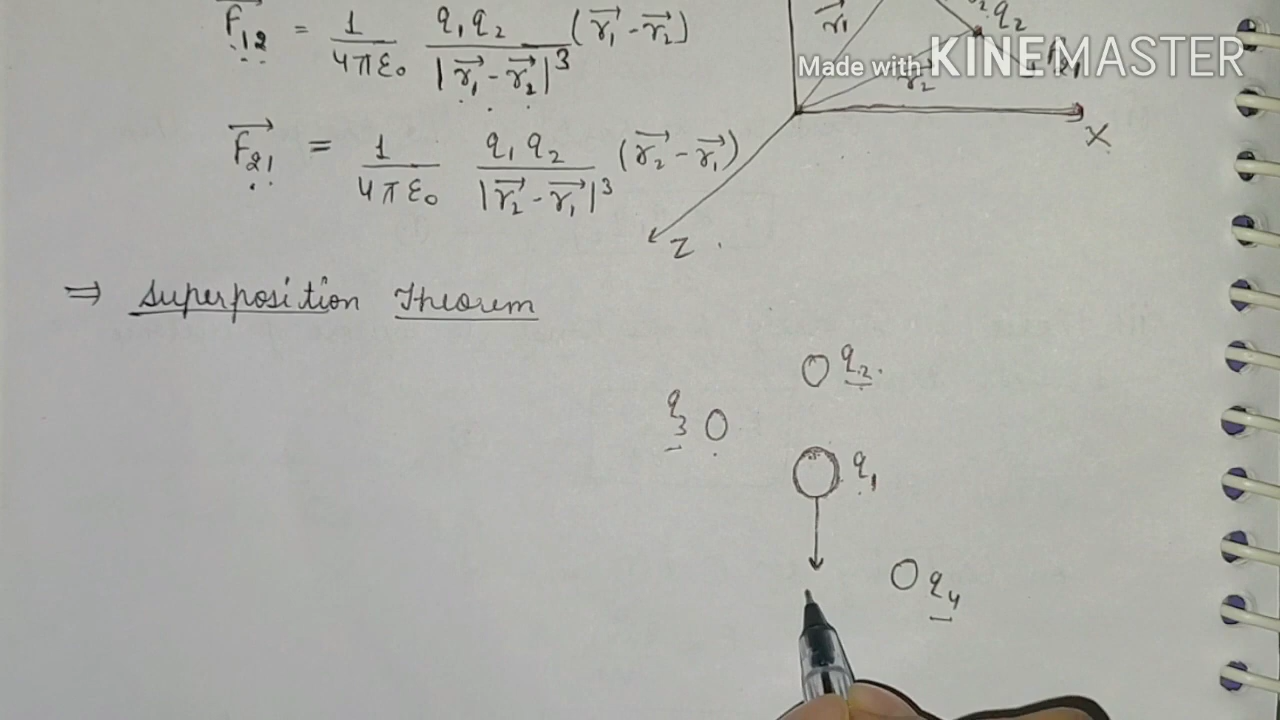 F₁₂ = 1/4πε₀ q₁q₂/|r₁-r₂|³ (r₁-r₂)
r₁
q₂
Made with KINEMASTER
r₂
X
F₂₁ = 1/4πε₀ q₁q₂/|r₂-r₁|³ (r₂-r₁)
Z
⇒ Superposition Theorem
q₂
q₃
q₁
q₄